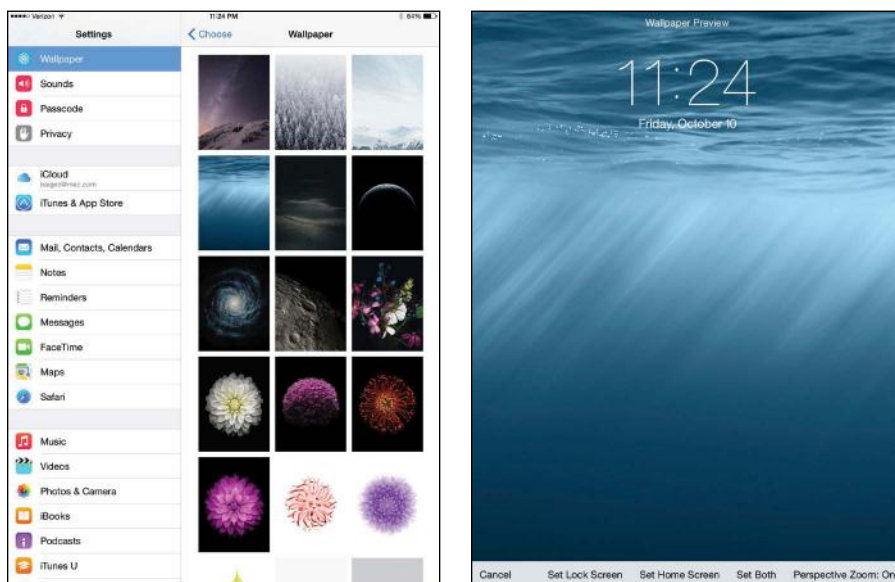 Verizon
11:24 PM
64%
Settings
Choose
Wallpaper
Wallpaper
Sounds
Passcode
Privacy
iCloud
iTunes & App Store
Mail, Contacts, Calendars
Notes
Reminders
Messages
FaceTime
Maps
Safari
Music
Videos
Photos & Camera
iBooks
Podcasts
iTunes U
Wallpaper Preview
11:24
Friday, October 10
Cancel
Set Lock Screen
Set Home Screen
Set Both
Perspective Zoom: On